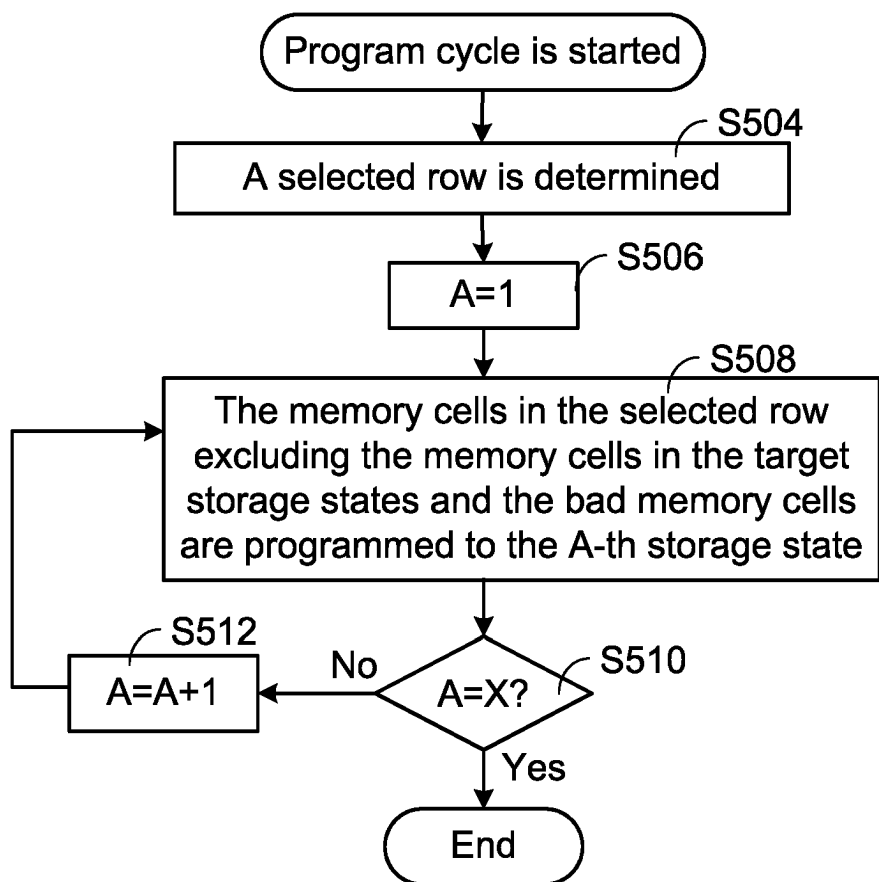 Program cycle is started
S504
A selected row is determined
S506
A=1
S508
The memory cells in the selected row
excluding the memory cells in the target
storage states and the bad memory cells
are programmed to the A-th storage state
S512
A=A+1
No
S510
A=X?
Yes
End